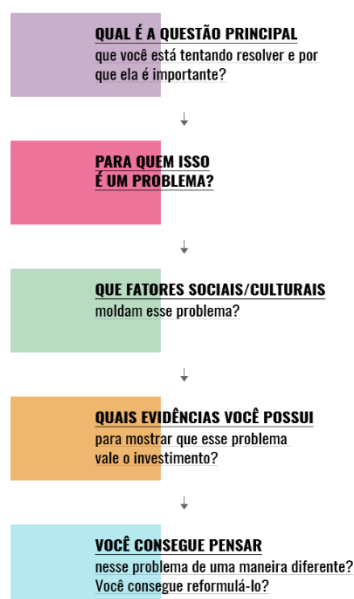 QUAL É A QUESTÃO PRINCIPAL
que você está tentando resolver e por
que ela é importante?
PARA QUEM ISSO
É UM PROBLEMA?
QUE FATORES SOCIAIS/CULTURAIS
moldam esse problema?
QUAIS EVIDÊNCIAS VOCÊ POSSUI
para mostrar que esse problema
vale o investimento?
VOCÊ CONSEGUE PENSAR
nesse problema de uma maneira diferente?
Você consegue reformulá-lo?